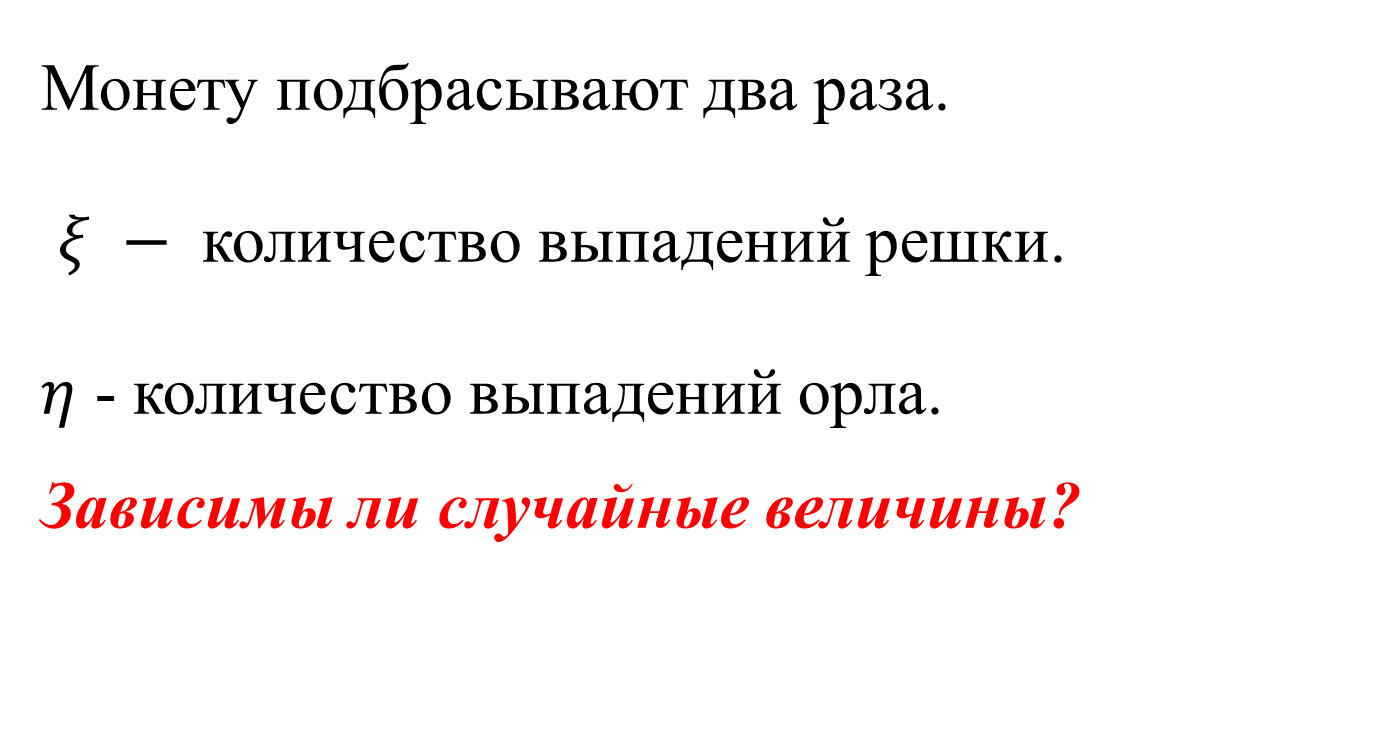 Монету подбрасывают два раза.
ξ − количество выпадений решки.
η - количество выпадений орла.
Зависимы ли случайные величины?